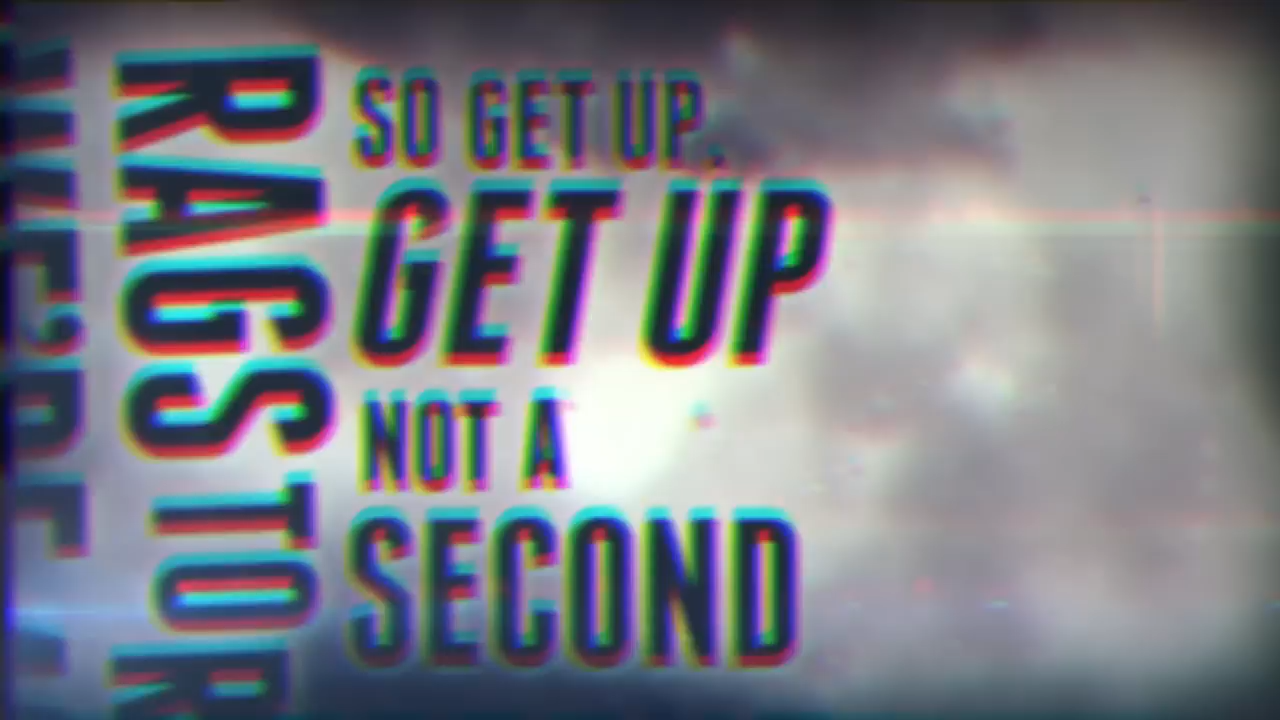 RAGS TO R
SO GET UP,
GET UP
NOT A
SECOND